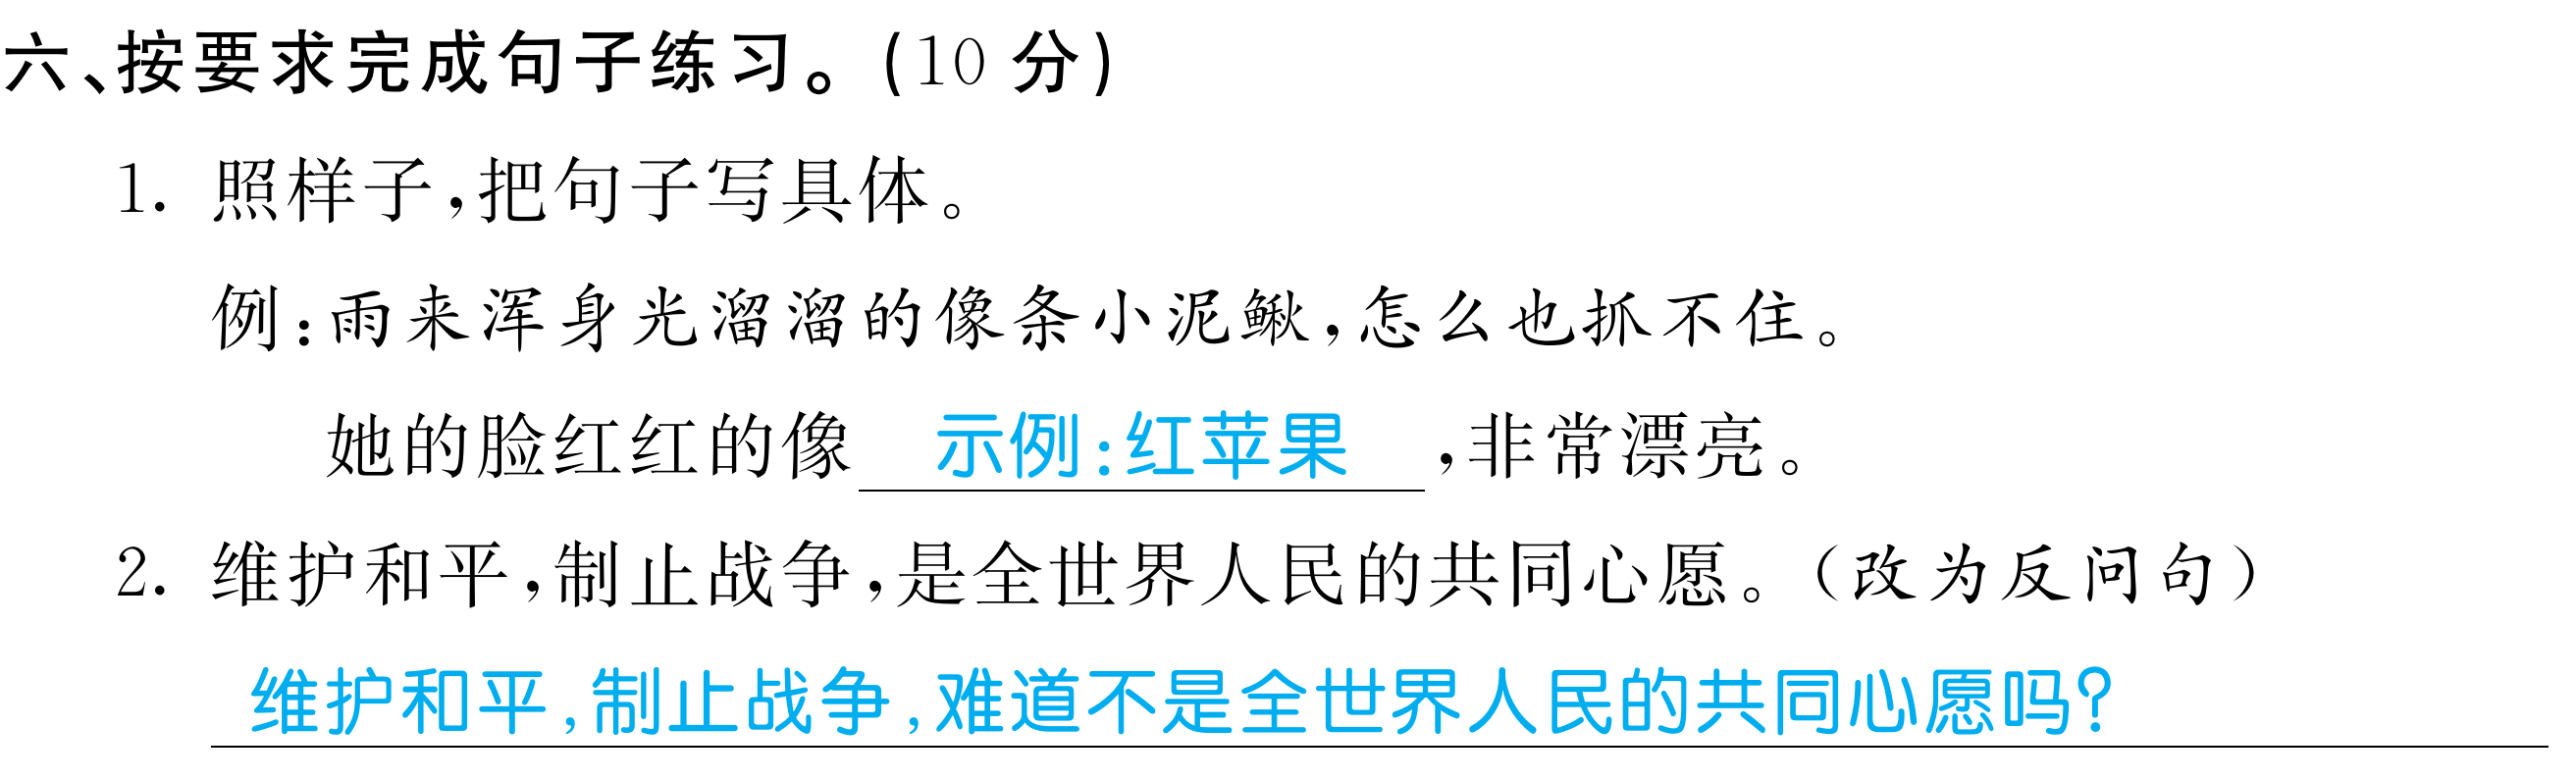 六、按要求完成句子练习。(10 分)
1. 照样子,把句子写具体。
例:雨来浑身光溜溜的像条小泥鳅,怎么也抓不住。
她的脸红红的像 示例:红苹果 ,非常漂亮。
2. 维护和平,制止战争,是全世界人民的共同心愿。(改为反问句)
维护和平,制止战争,难道不是全世界人民的共同心愿吗?